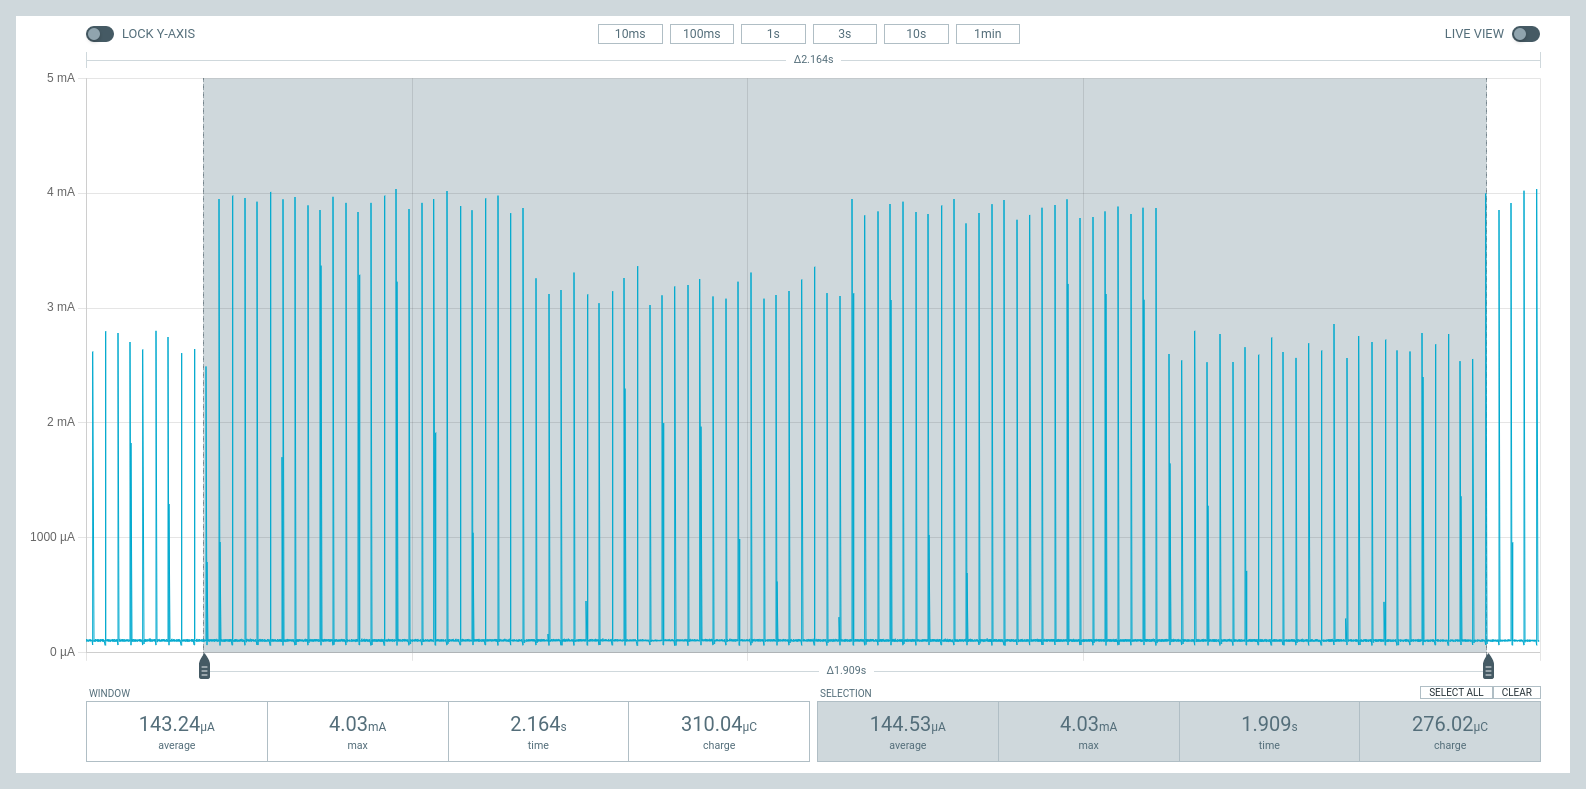 LOCK Y-AXIS 10ms 100ms 1s 3s 10s 1min LIVE VIEW
Δ2.164s
5 mA
4 mA
3 mA
2 mA
1000 µA
0 µA
Δ1.909s
WINDOW SELECTION SELECT ALL CLEAR
143.24µA 4.03mA 2.164s 310.04µC 144.53µA 4.03mA 1.909s 276.02µC
average max time charge average max time charge